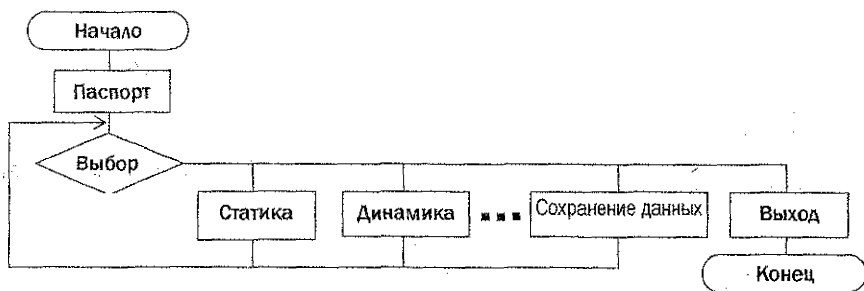 Начало
Паспорт
Выбор
Статика
Динамика
Сохранение данных
Выход
Конец